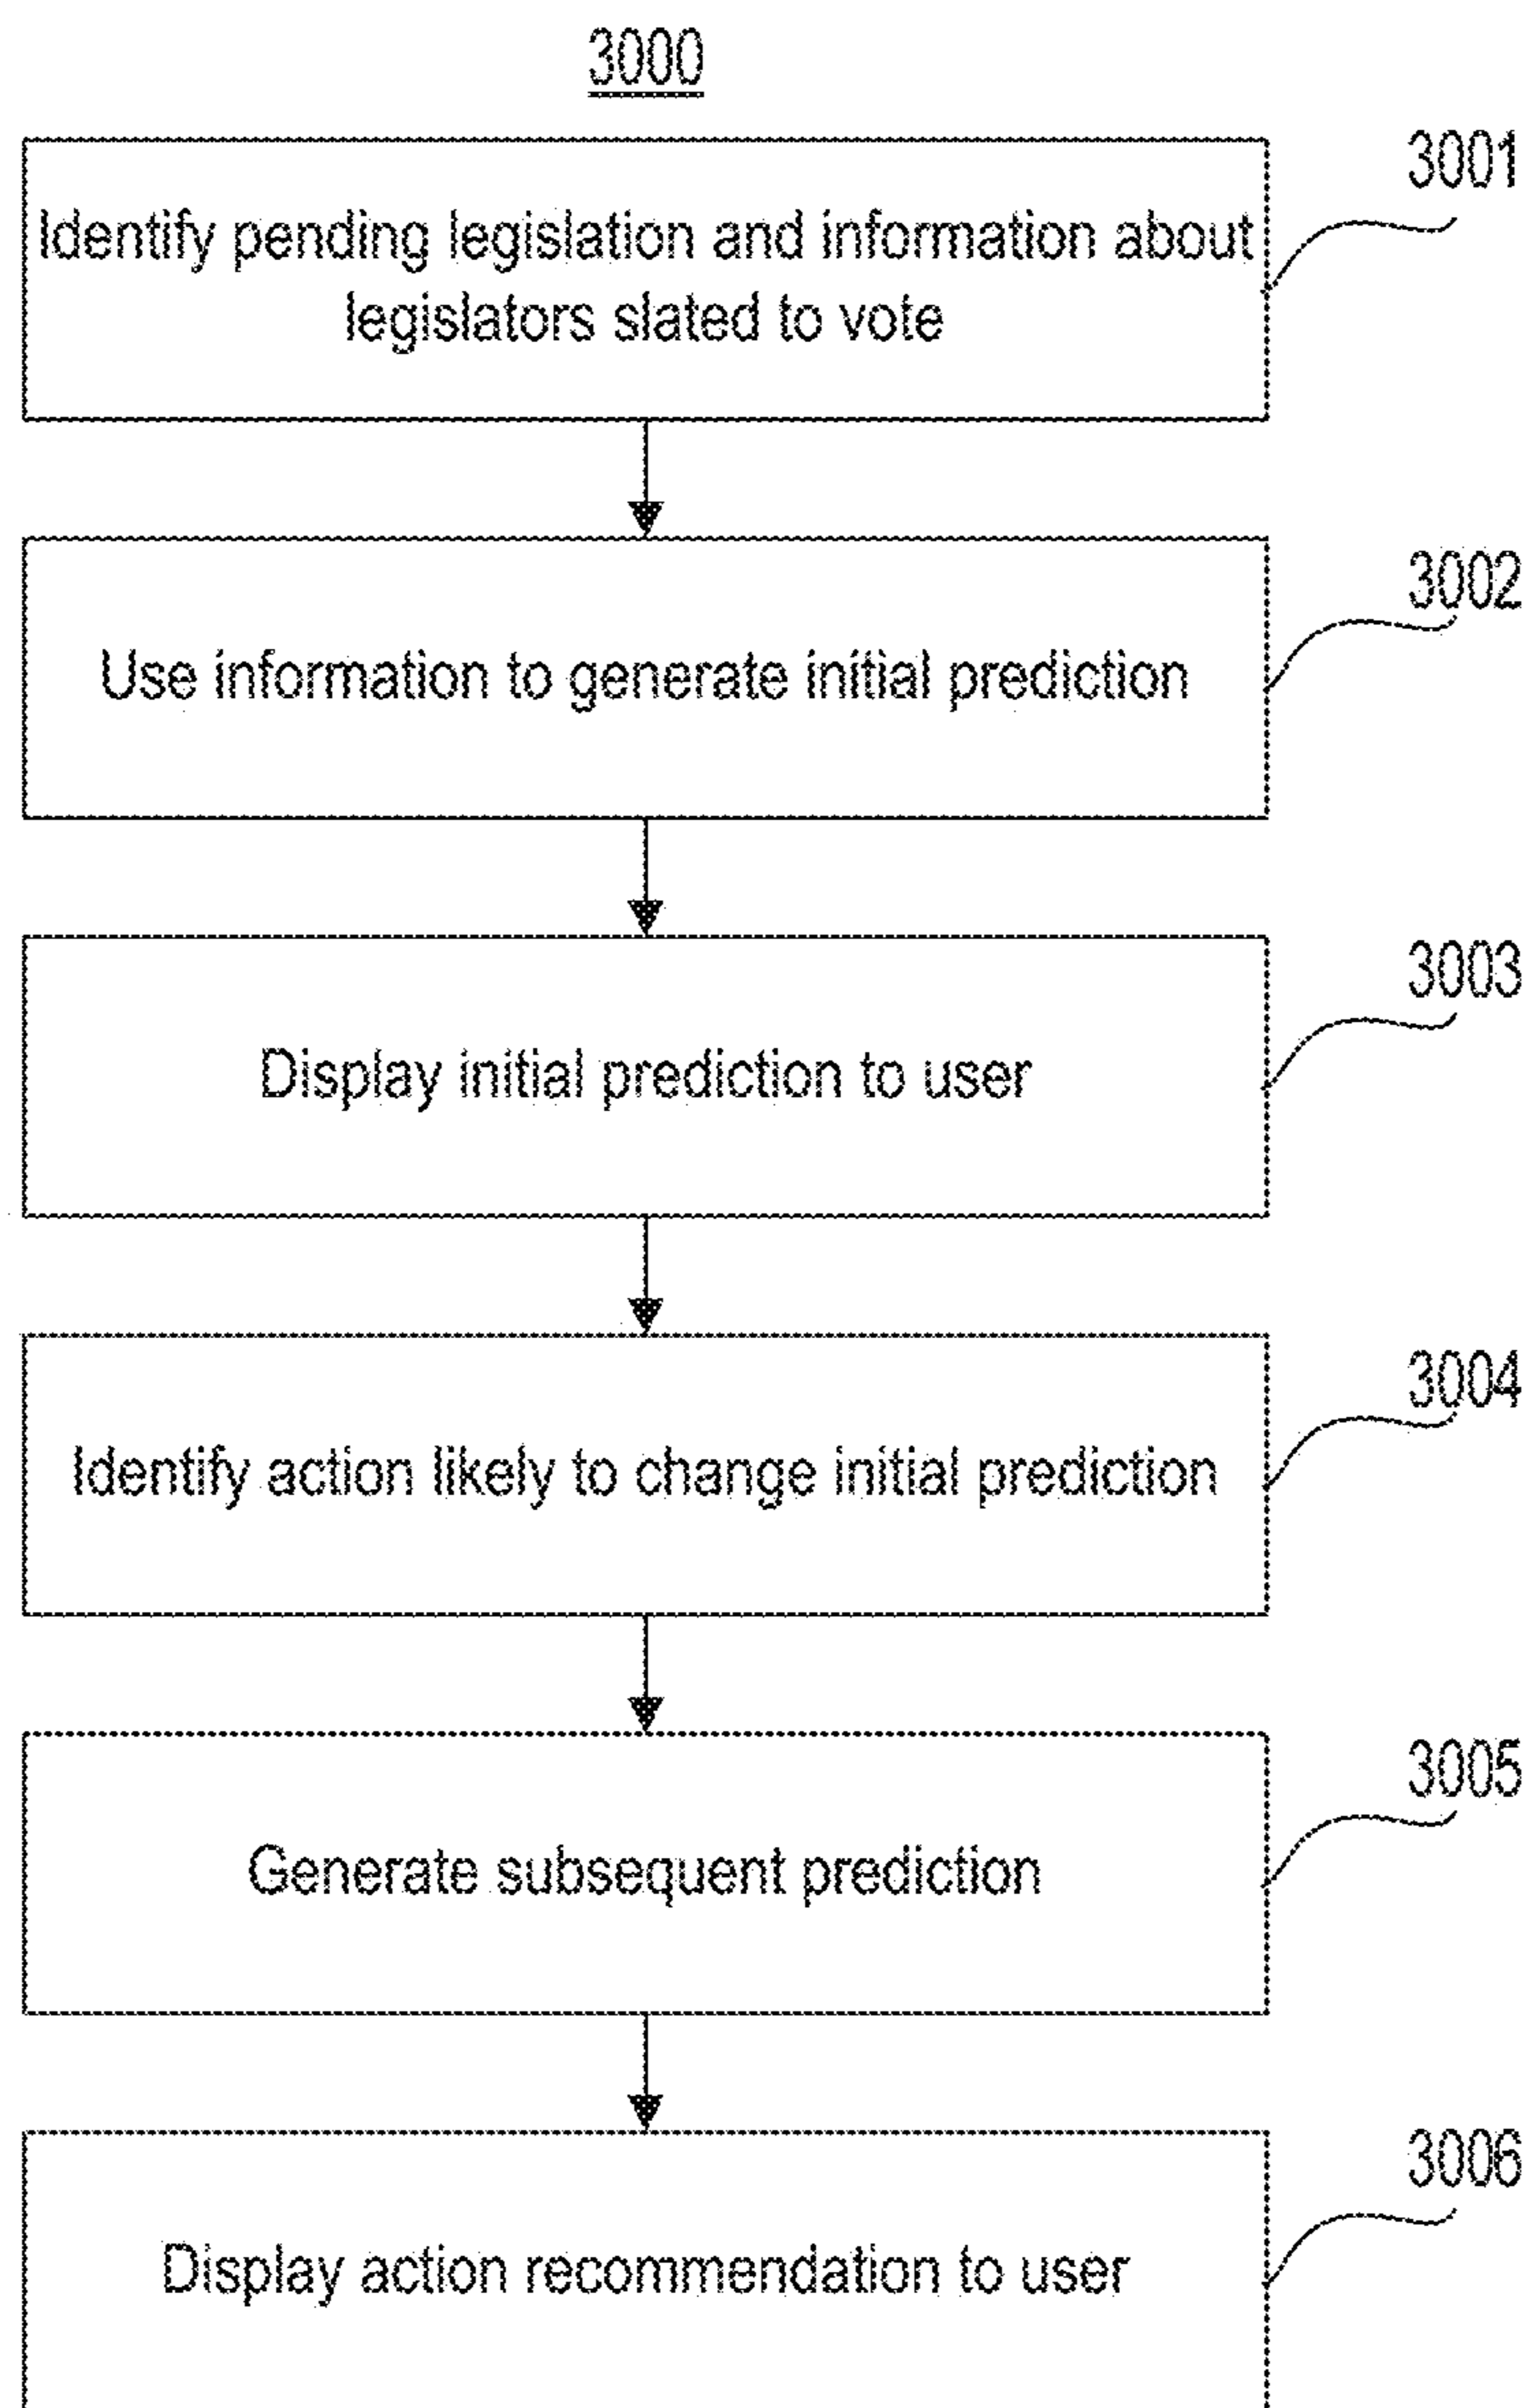 3000
3001
Identify pending legislation and information about
legislators slated to vote
3002
Use information to generate initial prediction
3003
Display initial prediction to user
3004
Identify action likely to change initial prediction
3005
Generate subsequent prediction
3006
Display action recommendation to user